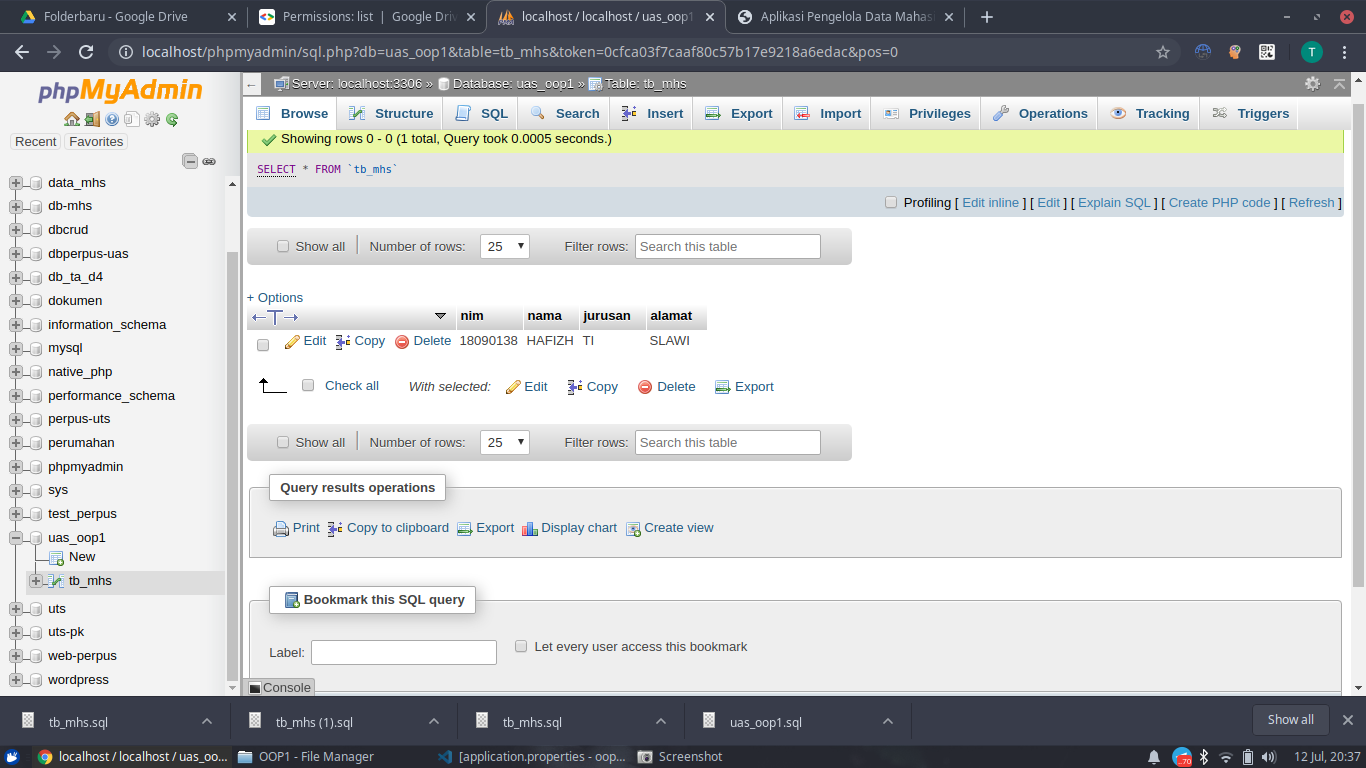 Folderbaru - Google Drive
Permissions: list | Google Driv
localhost / localhost / uas_oop1
Aplikasi Pengelola Data Mahas
localhost/phpmyadmin/sql.php?db=uas_oop1&table=tb_mhs&token=0cfca03f7caaf80c57b17e9218a6edac&pos=0
T
phpMyAdmin
Recent Favorites
data_mhs
db-mhs
dbcrud
dbperpus-uas
db_ta_d4
dokumen
information_schema
mysql
native_php
performance_schema
perpus-uts
perumahan
phpmyadmin
sys
test_perpus
uas_oop1
New
tb_mhs
uts
uts-pk
web-perpus
wordpress
Server: localhost:3306 » Database: uas_oop1 » Table: tb_mhs
Browse Structure SQL Search Insert Export Import Privileges Operations Tracking Triggers
Showing rows 0 - 0 (1 total, Query took 0.0005 seconds.)
SELECT * FROM `tb_mhs`
Profiling [ Edit inline ] [ Edit ] [ Explain SQL ] [ Create PHP code ] [ Refresh ]
Show all Number of rows: 25 Filter rows: Search this table
+ Options
nim nama jurusan alamat
Edit Copy Delete 18090138 HAFIZH TI SLAWI
Check all With selected: Edit Copy Delete Export
Show all Number of rows: 25 Filter rows: Search this table
Query results operations
Print Copy to clipboard Export Display chart Create view
Bookmark this SQL query
Label: Let every user access this bookmark
Console
tb_mhs.sql tb_mhs (1).sql tb_mhs.sql uas_oop1.sql Show all
localhost / localhost / uas_oo... OOP1 - File Manager [application.properties - oop... Screenshot 70 12 Jul, 20:37